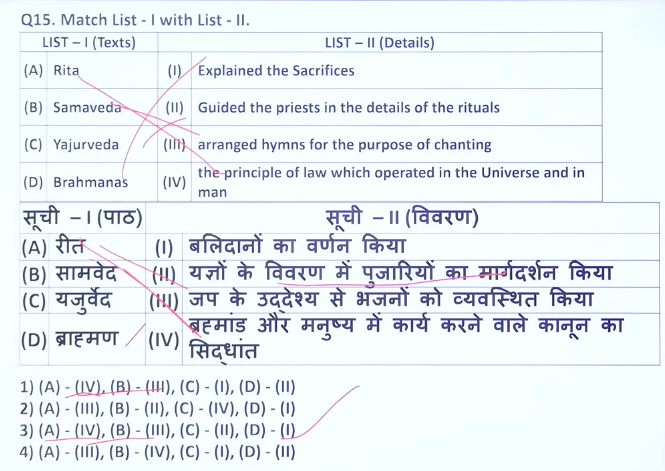 Q15. Match List - I with List - II.
LIST – I (Texts) LIST – II (Details)
(A) Rita (I) Explained the Sacrifices
(B) Samaveda (II) Guided the priests in the details of the rituals
(C) Yajurveda (III) arranged hymns for the purpose of chanting
(D) Brahmanas (IV) the principle of law which operated in the Universe and in
man
सूची – I (पाठ) सूची – II (विवरण)
(A) रीत (I) बलिदानों का वर्णन किया
(B) सामवेद (II) यज्ञों के विवरण में पुजारियों का मार्गदर्शन किया
(C) यजुर्वेद (III) जप के उद्देश्य से भजनों को व्यवस्थित किया
(D) ब्राह्मण (IV) ब्रह्मांड और मनुष्य में कार्य करने वाले कानून का
सिद्धांत
1) (A) - (IV), (B) - (III), (C) - (I), (D) - (II)
2) (A) - (III), (B) - (II), (C) - (IV), (D) - (I)
3) (A) - (IV), (B) - (III), (C) - (II), (D) - (I)
4) (A) - (III), (B) - (IV), (C) - (I), (D) - (II)